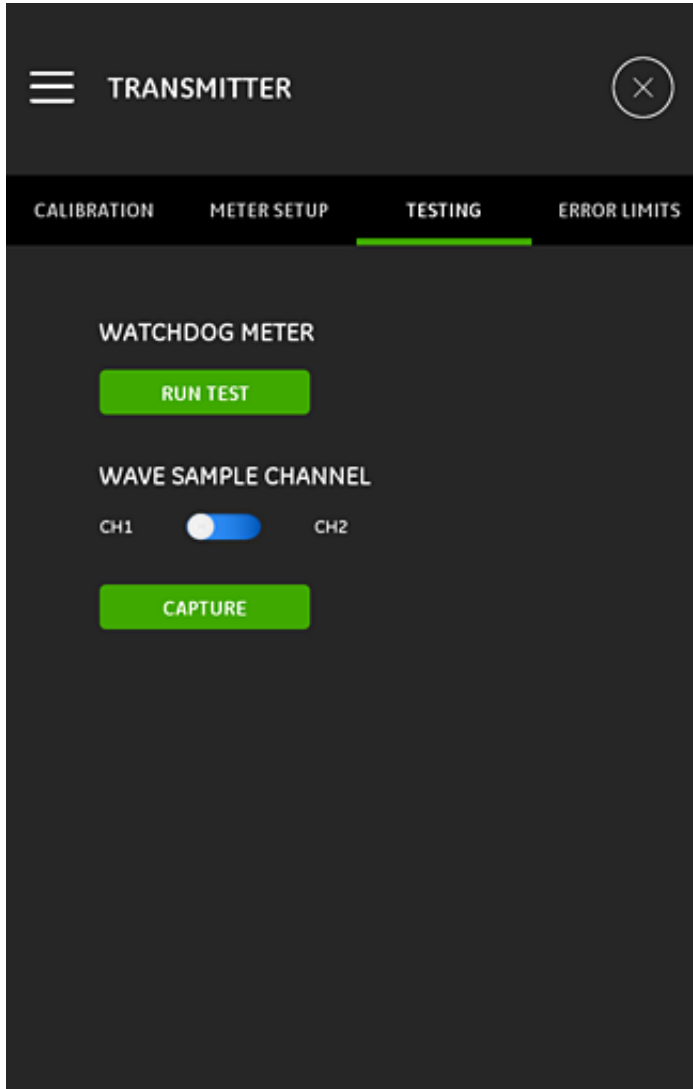 TRANSMITTER
CALIBRATION METER SETUP TESTING ERROR LIMITS
WATCHDOG METER
RUN TEST
WAVE SAMPLE CHANNEL
CH1 CH2
CAPTURE